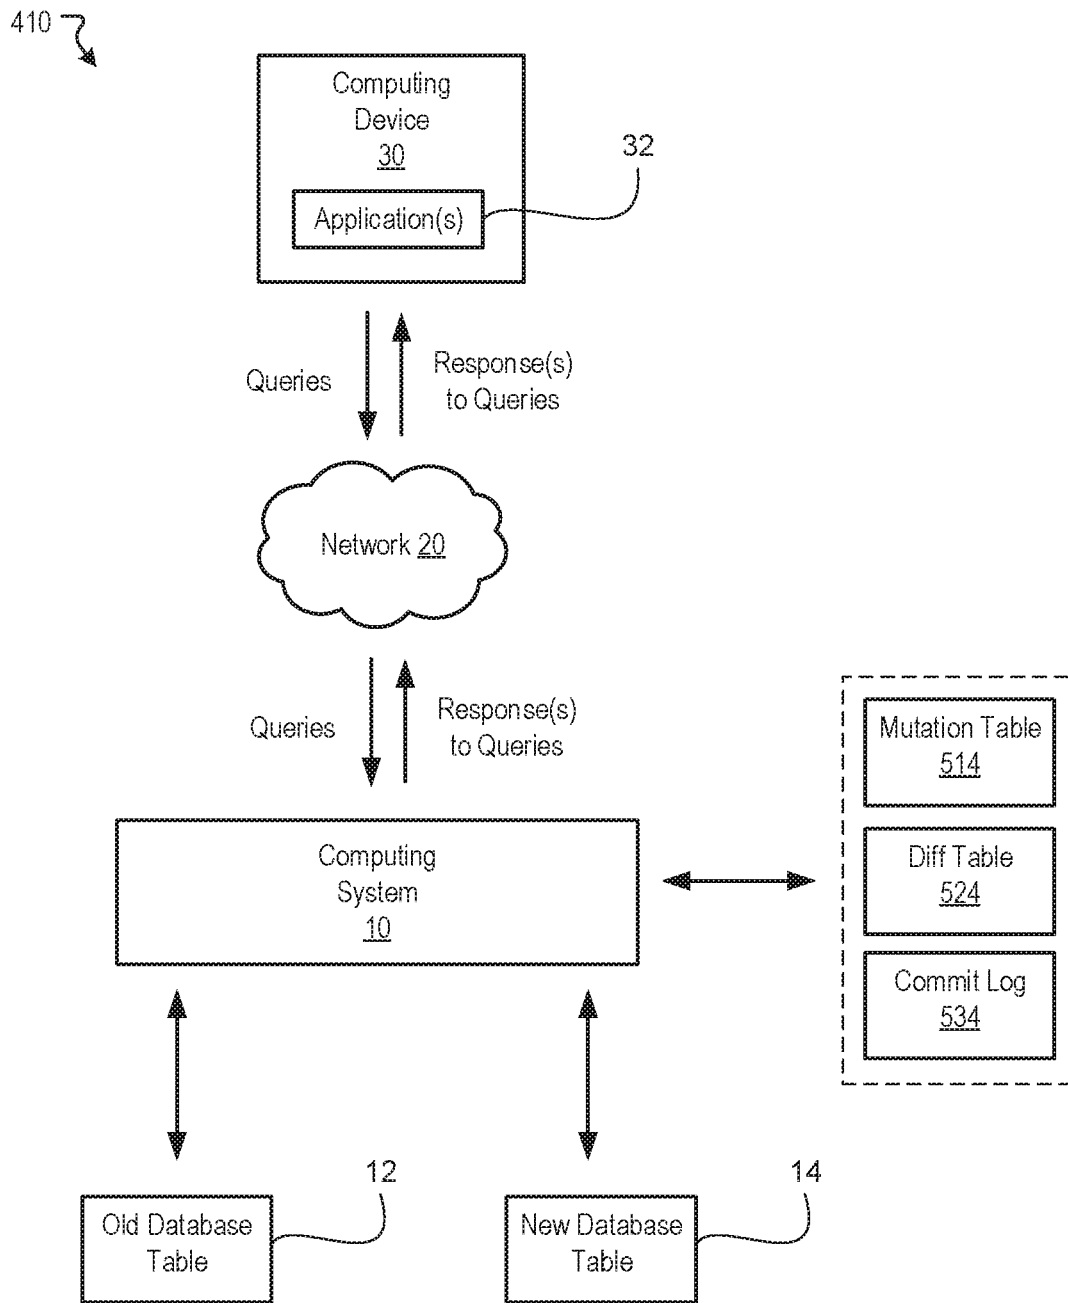 410
Computing
Device
30
32
Application(s)
Queries
Response(s)
to Queries
Network 20
Queries
Response(s)
to Queries
Mutation Table
514
Diff Table
524
Commit Log
534
Computing
System
10
12
Old Database
Table
14
New Database
Table